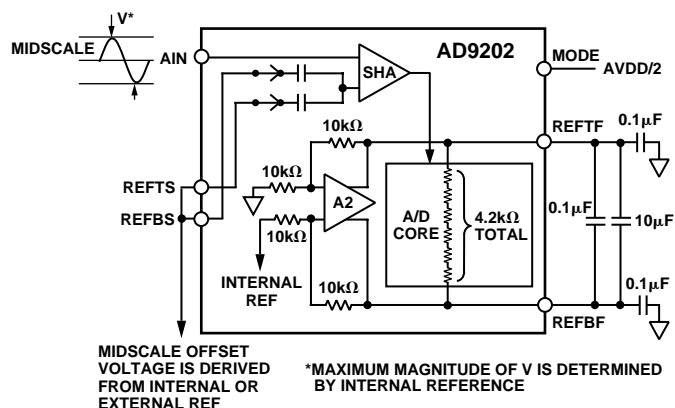 V*
MIDSCALE
AIN
SHA
AD9202
MODE
AVDD/2
0.1µF
REFTF
10kΩ
10kΩ
REFTS
REFBS
A2
10kΩ
A/D
CORE
4.2kΩ
TOTAL
0.1µF
10µF
INTERNAL
REF
10kΩ
0.1µF
REFBF
MIDSCALE OFFSET
VOLTAGE IS DERIVED
FROM INTERNAL OR
EXTERNAL REF
*MAXIMUM MAGNITUDE OF V IS DETERMINED
BY INTERNAL REFERENCE